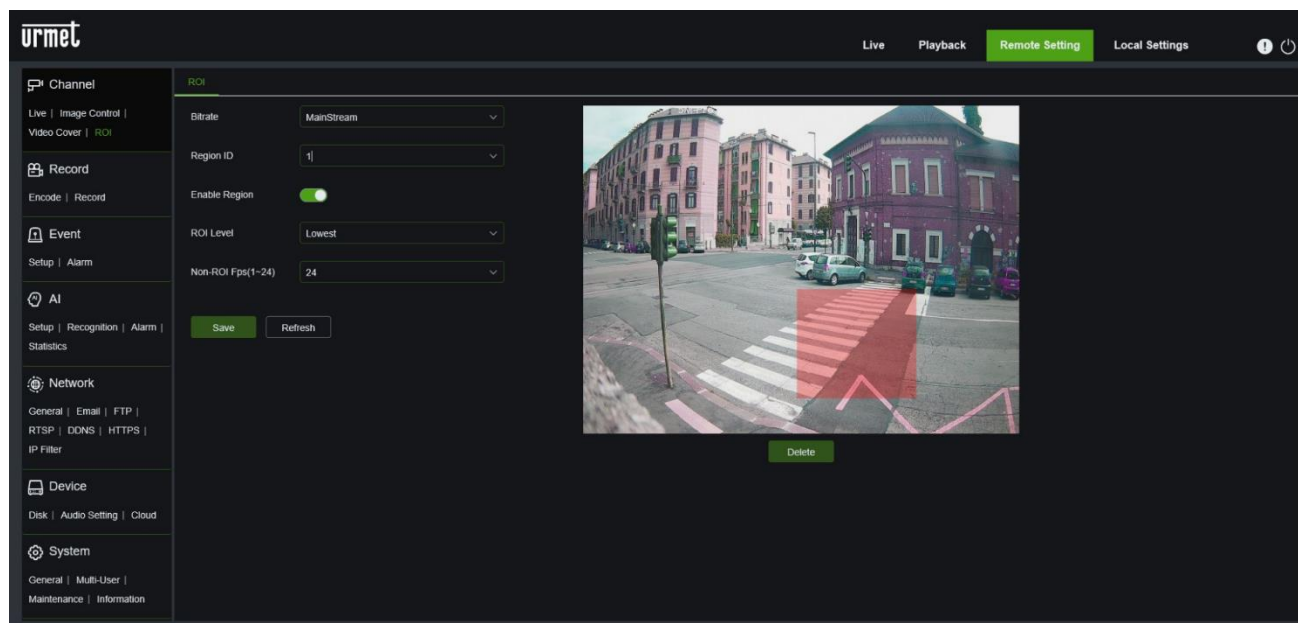 urmet
Live Playback Remote Setting Local Settings
Channel
Live | Image Control |
Video Cover | ROI
Record
Encode | Record
Event
Setup | Alarm
AI
Setup | Recognition | Alarm |
Statistics
Network
General | Email | FTP |
RTSP | DDNS | HTTPS |
IP Filter
Device
Disk | Audio Setting | Cloud
System
General | Multi-User |
Maintenance | Information
ROI
Bitrate MainStream
Region ID 1
Enable Region
ROI Level Lowest
Non-ROI Fps(1~24) 24
Save Refresh
Delete